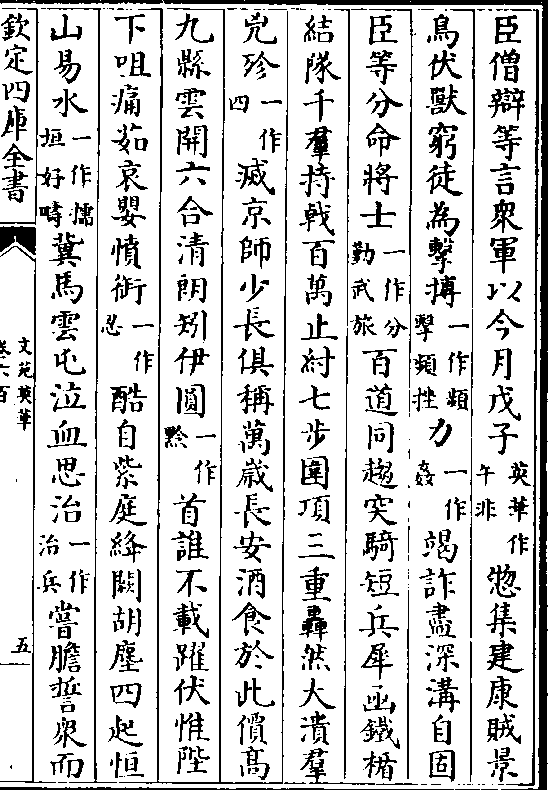 臣僧辯等言衆軍以今月戊子英華作午非惣集建康賊景
鳥伏獸窮徒為擊搏一作頻擊頻挫力一作姦竭詐盡深溝自固
臣等分命將士一作分勤武旅百道同趨突騎短兵犀函鐵楯
結隊千羣持戟百萬止紂七步圍項三重轟然大潰羣
兇殄一作四滅京師少長俱稱萬歳長安酒食於此價髙
九縣雲開六合清朗矧伊圓一作黔首誰不載躍伏惟陛
下咀痛茹哀嬰憤銜一作忍酷自紫庭絳闕胡塵四起恒
山易水一作懦垣好疇冀馬雲屯泣血思治一作治兵嘗膽誓衆而
欽定四庫全書
文苑英華
卷六百
五